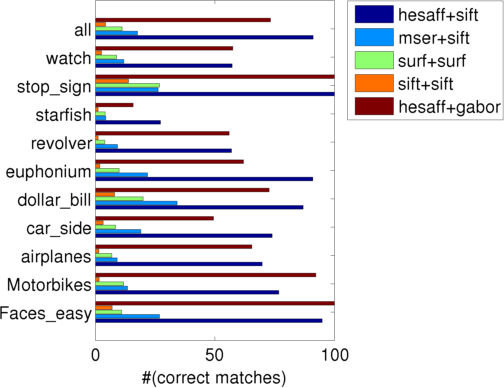 all
watch
stop_sign
starfish
revolver
euphonium
dollar_bill
car_side
airplanes
Motorbikes
Faces_easy
0 50 100
#(correct matches)
hesaff+sift
mser+sift
surf+surf
sift+sift
hesaff+gabor